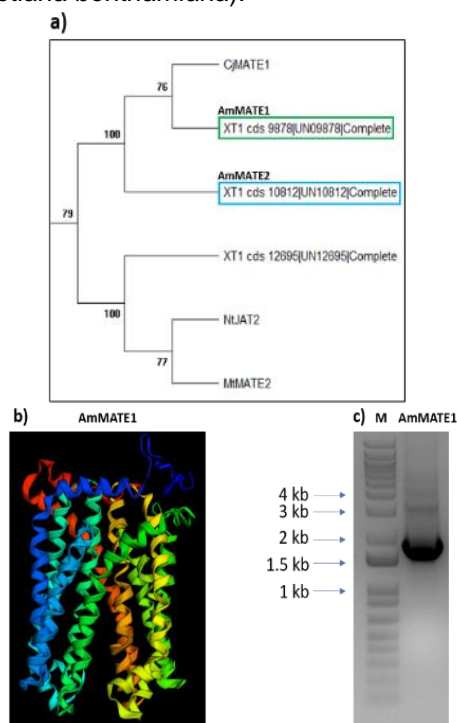 etiana benthamiana).
a)
CjMATE1
76
AmMATE1
XT1 cds 9878|UN09878|Complete
100
AmMATE2
XT1 cds 10812|UN10812|Complete
79
XT1 cds 12695|UN12695|Complete
100
NtJAT2
77
MtMATE2
b) AmMATE1
c) M AmMATE1
4 kb
3 kb
2 kb
1.5 kb
1 kb